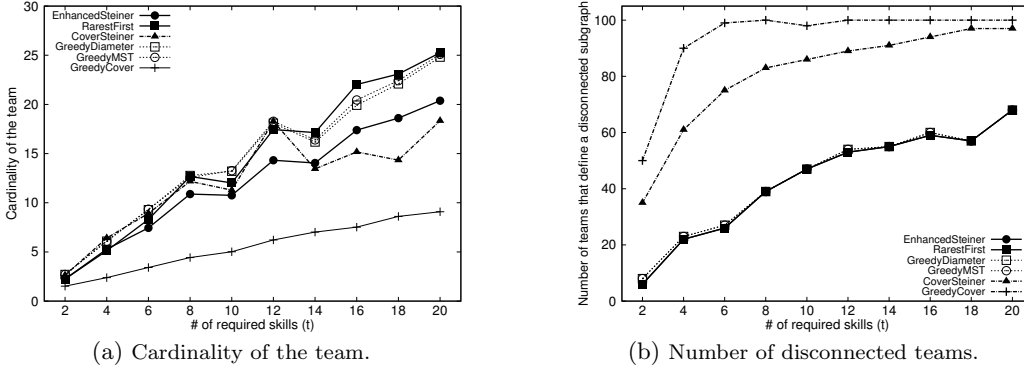 30
25
20
15
10
5
0
Cardinality of the team
EnhancedSteiner
RarestFirst
CoverSteiner
GreedyDiameter
GreedyMST
GreedyCover
2 4 6 8 10 12 14 16 18 20
# of required skills (t)
(a) Cardinality of the team.
100
80
60
40
20
0
Number of teams that define a disconnected subgraph
EnhancedSteiner
RarestFirst
GreedyDiameter
GreedyMST
CoverSteiner
GreedyCover
2 4 6 8 10 12 14 16 18 20
# of required skills (t)
(b) Number of disconnected teams.